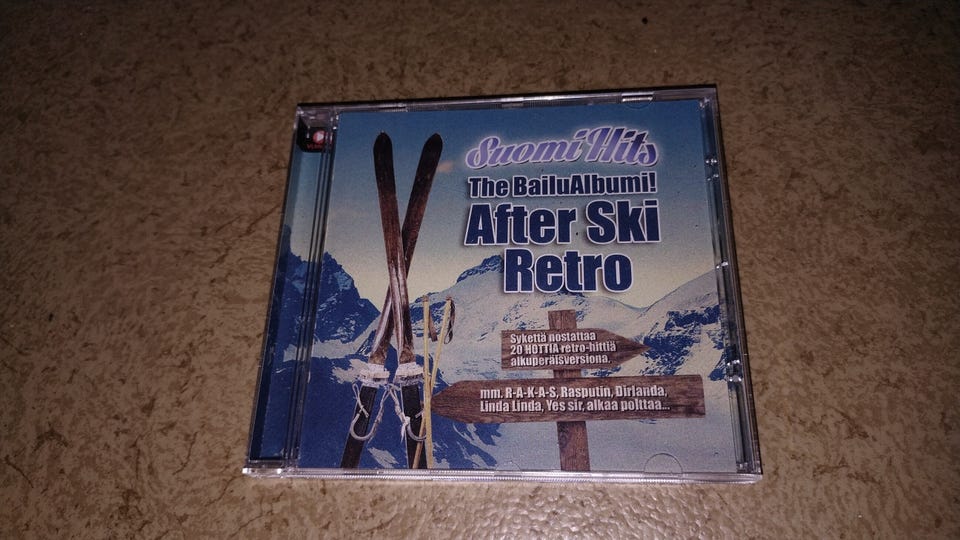 Suomi Hits
The BailuAlbumi!
After Ski
Retro
Sykettä nostattaa
20 HOTTIA retro-hittiä
alkuperäisversiona.
mm. R-A-K-A-S, Rasputin, Dirlanda,
Linda Linda, Yes sir, alkaa polttaa...